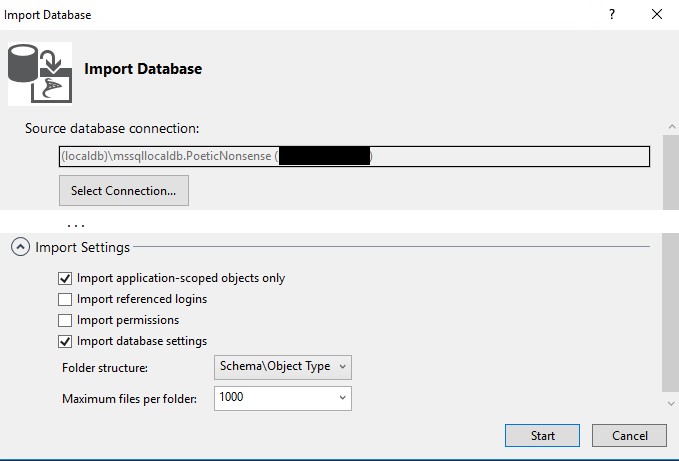 Import Database
?
Import Database
Source database connection:
(localdb)\mssqllocaldb.PoeticNonsense ( )
Select Connection...
...
Import Settings
Import application-scoped objects only
Import referenced logins
Import permissions
Import database settings
Folder structure: Schema\Object Type
Maximum files per folder: 1000
Start Cancel